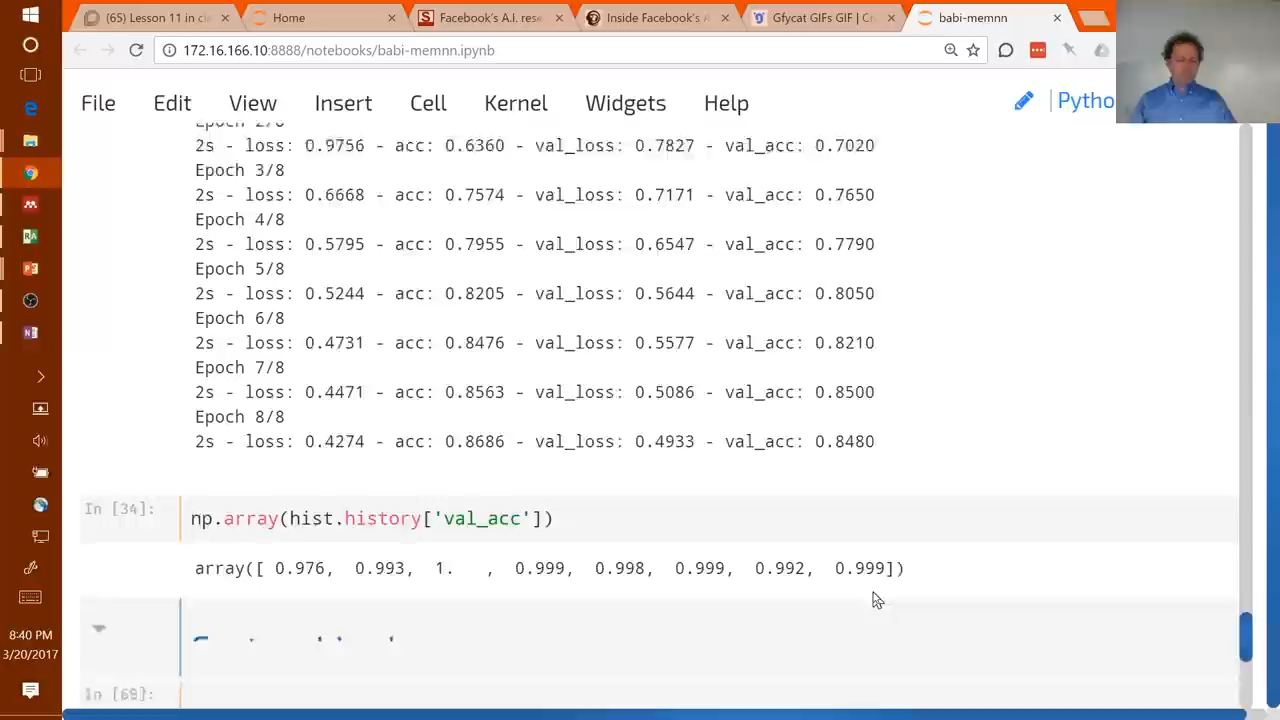 (65) Lesson 11 in cl
Home
Facebook's A.I. rese
Inside Facebook's A
Gfycat GIFs GIF | C
babi-memnn
172.16.166.10:8888/notebooks/babi-memnn.ipynb
File Edit View Insert Cell Kernel Widgets Help
Pytho
Epoch 2/8
2s - loss: 0.9756 - acc: 0.6360 - val_loss: 0.7827 - val_acc: 0.7020
Epoch 3/8
2s - loss: 0.6668 - acc: 0.7574 - val_loss: 0.7171 - val_acc: 0.7650
Epoch 4/8
2s - loss: 0.5795 - acc: 0.7955 - val_loss: 0.6547 - val_acc: 0.7790
Epoch 5/8
2s - loss: 0.5244 - acc: 0.8205 - val_loss: 0.5644 - val_acc: 0.8050
Epoch 6/8
2s - loss: 0.4731 - acc: 0.8476 - val_loss: 0.5577 - val_acc: 0.8210
Epoch 7/8
2s - loss: 0.4471 - acc: 0.8563 - val_loss: 0.5086 - val_acc: 0.8500
Epoch 8/8
2s - loss: 0.4274 - acc: 0.8686 - val_loss: 0.4933 - val_acc: 0.8480
In [34]:
np.array(hist.history['val_acc'])
array([ 0.976, 0.993, 1. , 0.999, 0.998, 0.999, 0.992, 0.999])
In [69]:
8:40 PM
3/20/2017